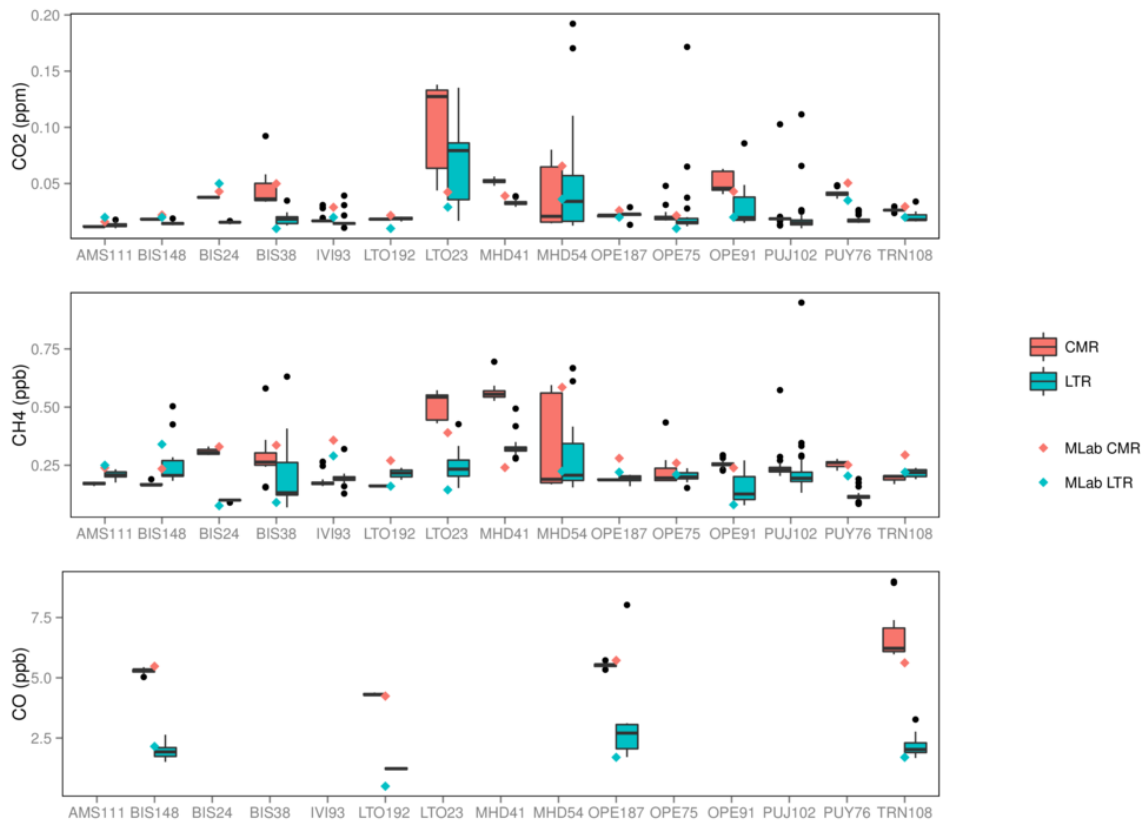 CO2 (ppm)
0.20
0.15
0.10
0.05
AMS111 BIS148 BIS24 BIS38 IVI93 LTO192 LTO23 MHD41 MHD54 OPE187 OPE75 OPE91 PUJ102 PUY76 TRN108
CH4 (ppb)
0.75
0.50
0.25
AMS111 BIS148 BIS24 BIS38 IVI93 LTO192 LTO23 MHD41 MHD54 OPE187 OPE75 OPE91 PUJ102 PUY76 TRN108
CO (ppb)
7.5
5.0
2.5
AMS111 BIS148 BIS24 BIS38 IVI93 LTO192 LTO23 MHD41 MHD54 OPE187 OPE75 OPE91 PUJ102 PUY76 TRN108
CMR
LTR
MLab CMR
MLab LTR